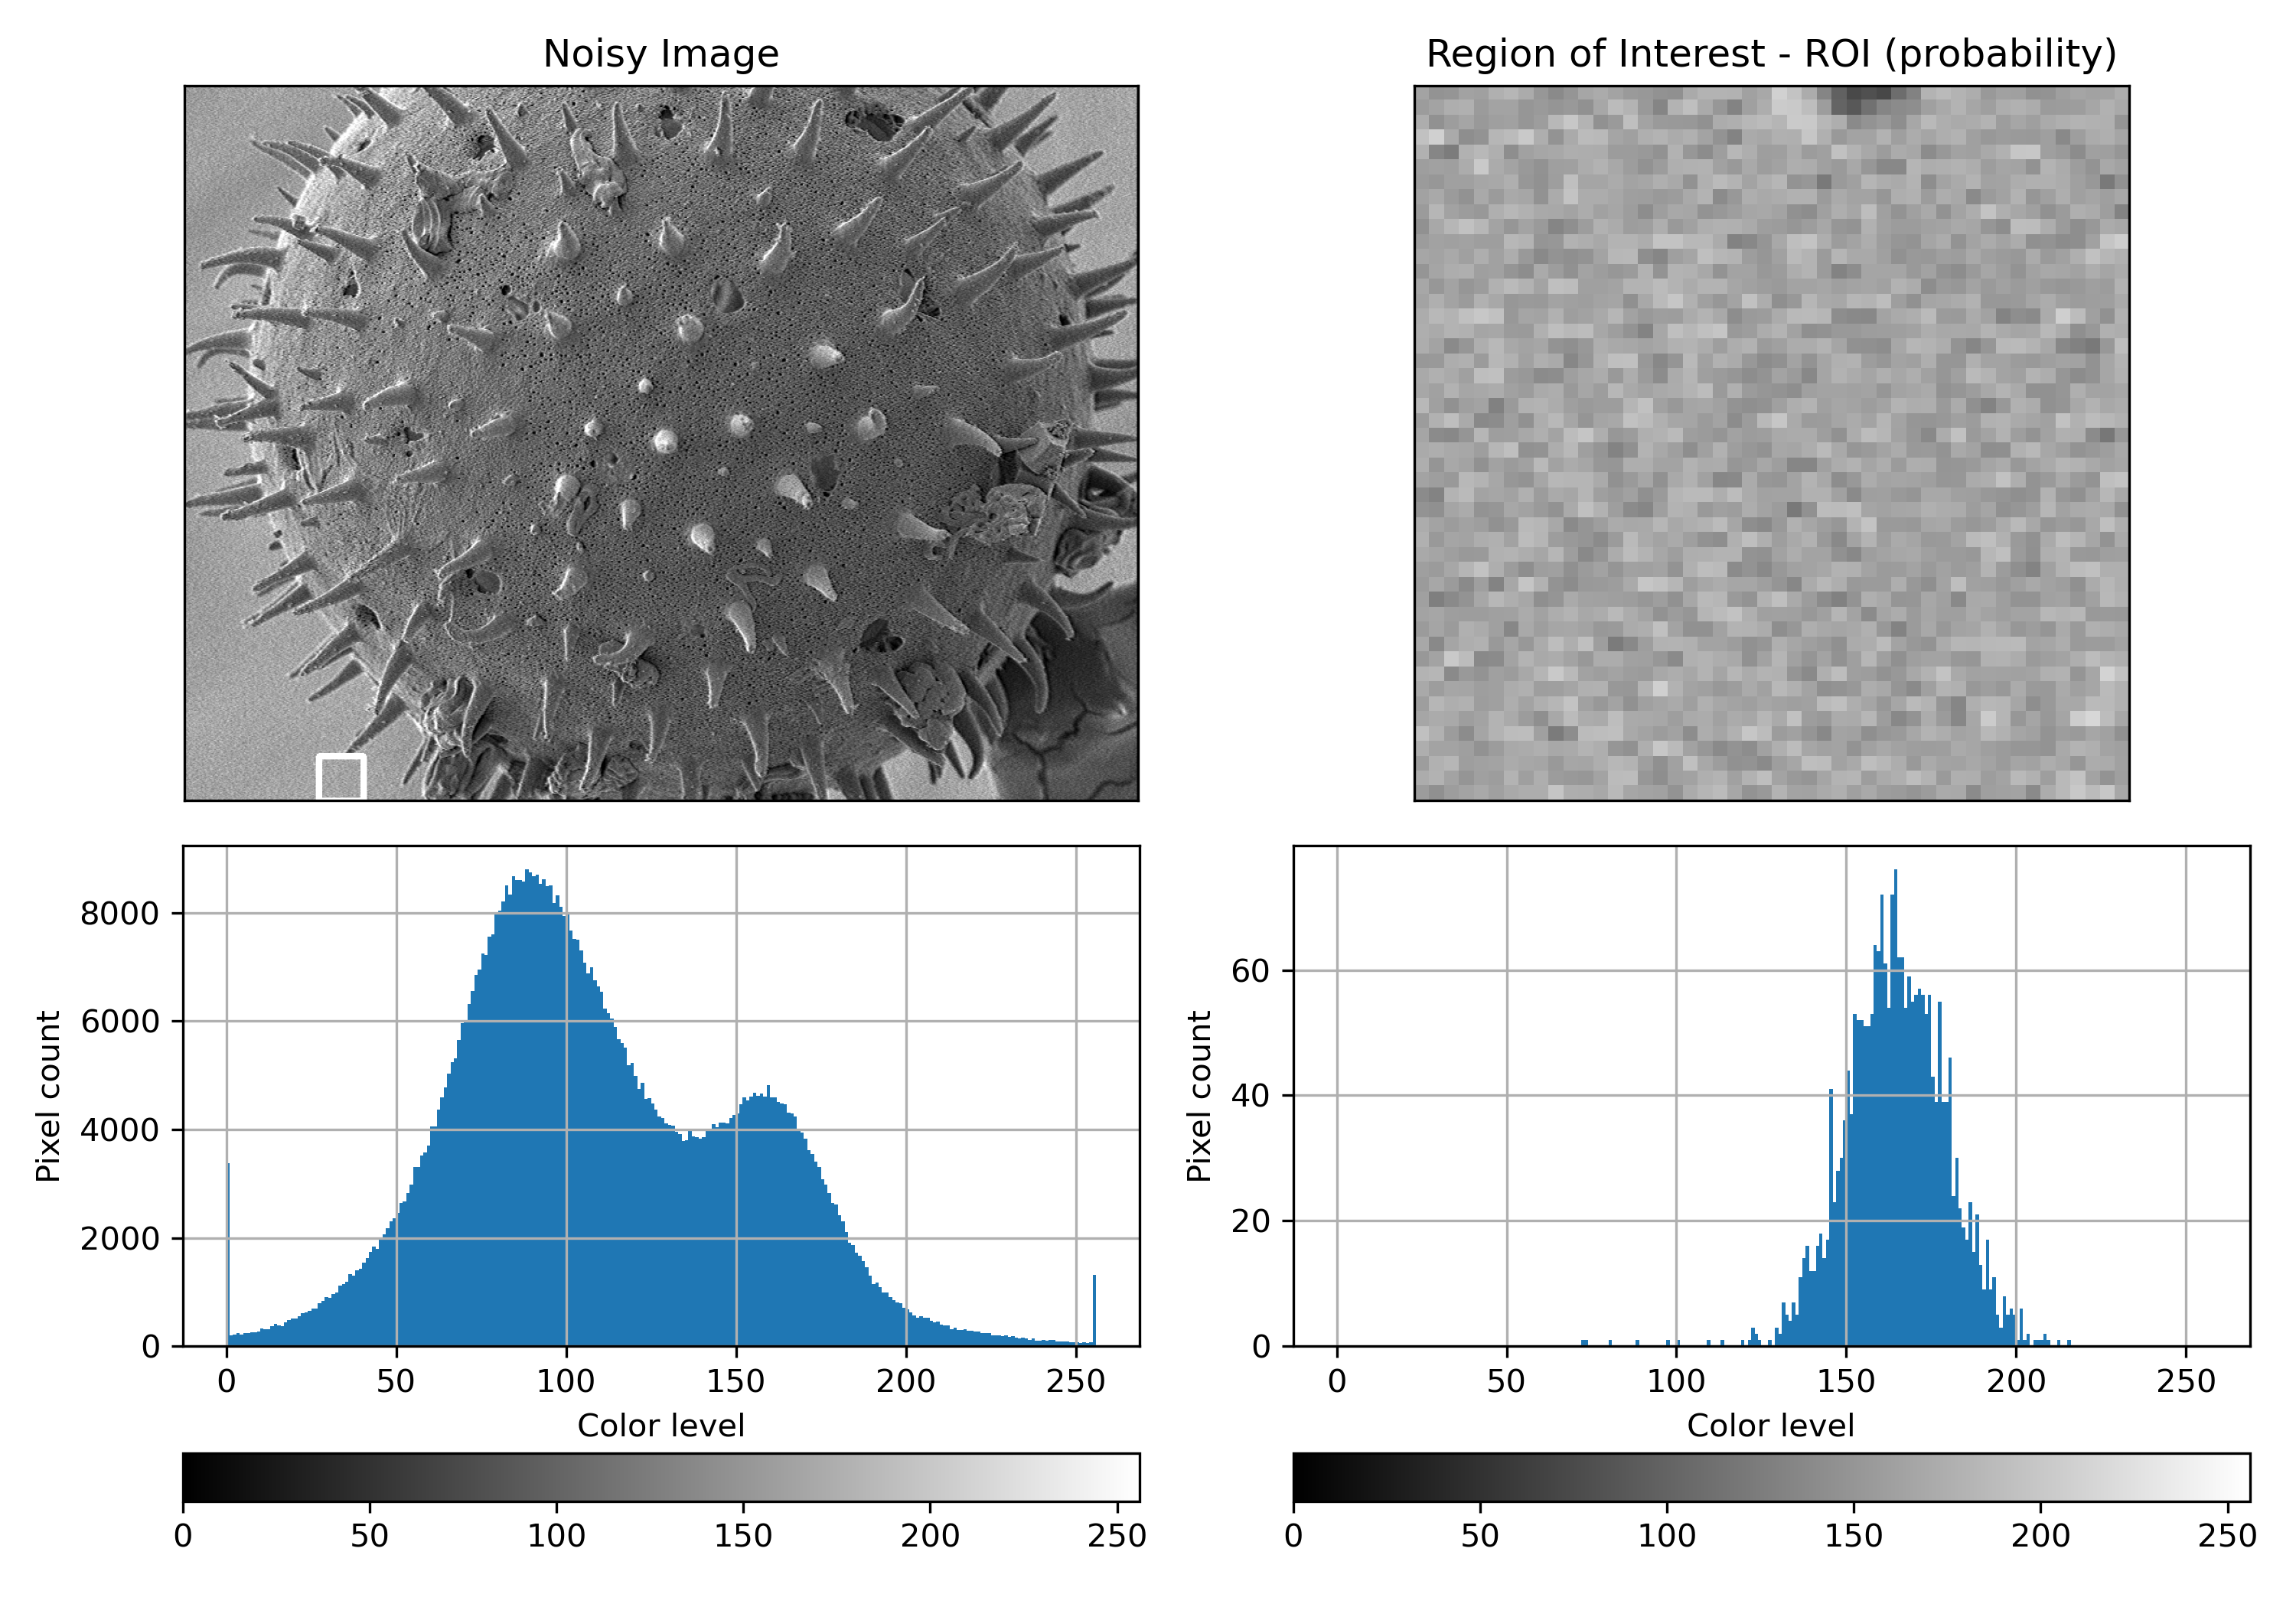 Noisy Image
Region of Interest - ROI (probability)
8000
6000
4000
2000
0
Pixel count
0 50 100 150 200 250
Color level
0 50 100 150 200 250
60
40
20
0
Pixel count
0 50 100 150 200 250
Color level
0 50 100 150 200 250